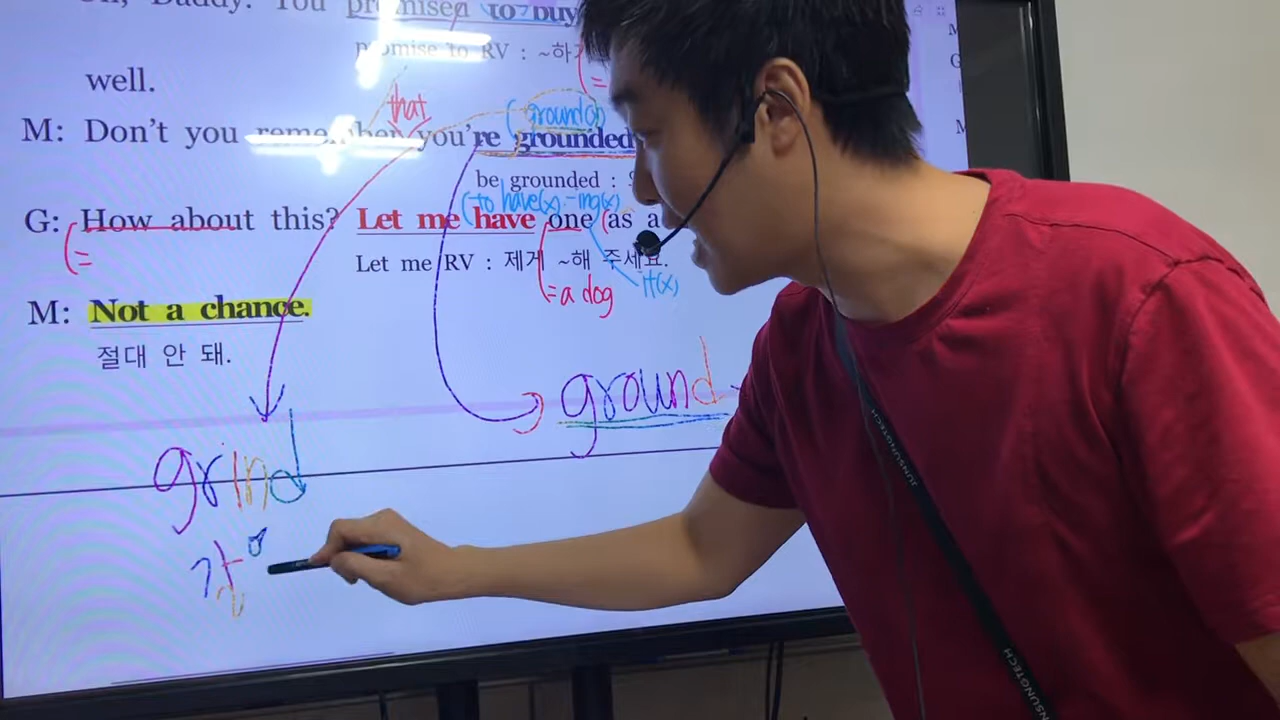 Daddy. You promised to buy
promise to RV : ~하
(=
well.
that
(ground(x)
M: Don't you remember you're grounded
be grounded :
(to have(x), -ing(x)
G: How about this? Let me have one (as a
(=
Let me RV : 제게 ~해 주세요.
(= a dog
it(x)
M: Not a chance.
절대 안 돼.
ground
grind
JUNSUNGTECH
JUNSUNGTECH